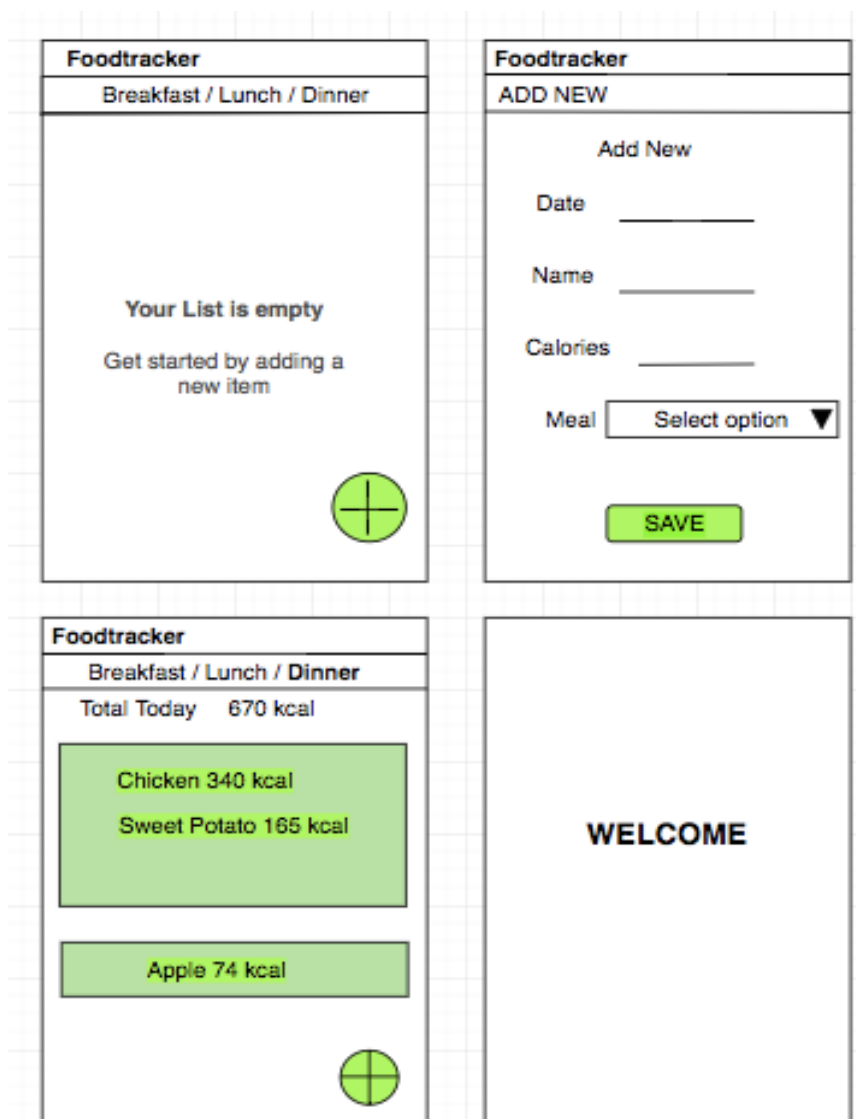 Foodtracker
Breakfast / Lunch / Dinner
Your List is empty
Get started by adding a
new item
Foodtracker
ADD NEW
Add New
Date
Name
Calories
Meal
Select option
SAVE
Foodtracker
Breakfast / Lunch / Dinner
Total Today 670 kcal
Chicken 340 kcal
Sweet Potato 165 kcal
Apple 74 kcal
WELCOME